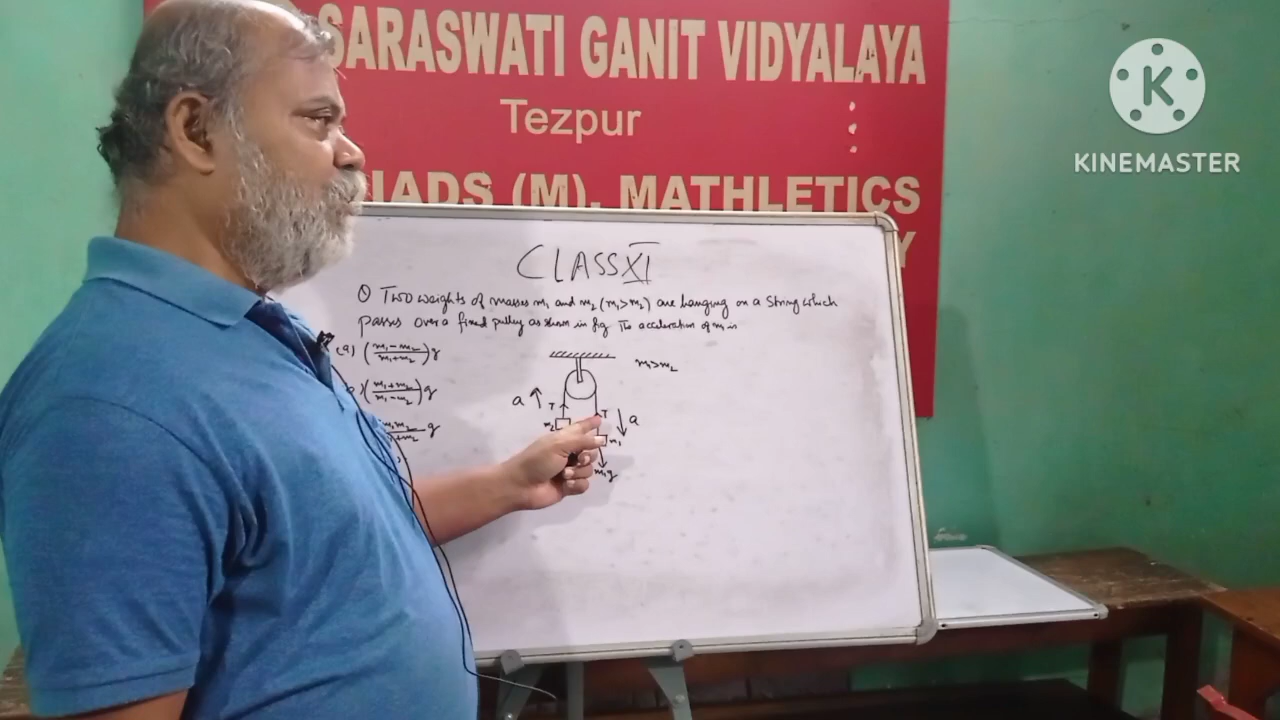 SARASWATI GANIT VIDYALAYA
Tezpur
IADS (M), MATHLETICS
Y
K
KINEMASTER
CLASS XI
Q Two weights of masses m₁ and m₂ (m₁>m₂) are hanging on a string which
passes over a fixed pulley as shown in fig The acceleration of m₁ is
(a) (m₁-m₂/m₁+m₂)g
m₁>m₂
) (m₁+m₂/m₁-m₂)g
a
T
T
a
m₂
m₁
m₁g